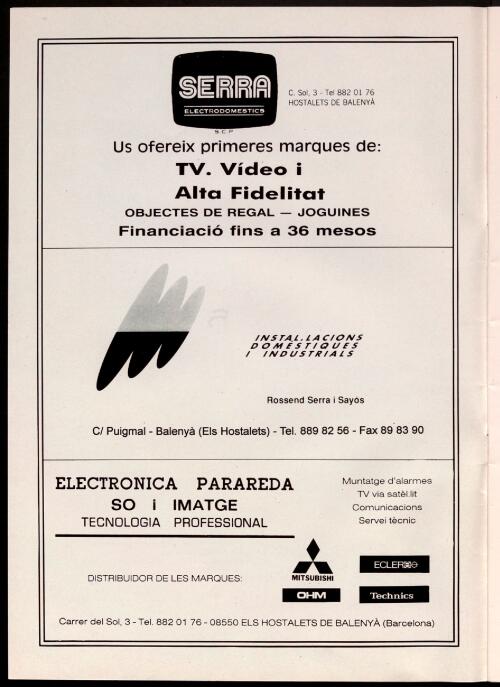 SERRA
ELECTRODOMESTICS
S.C.P.
C. Sol, 3 - Tel 882 01 76
HOSTALETS DE BALENYÀ
Us ofereix primeres marques de:
TV. Vídeo i
Alta Fidelitat
OBJECTES DE REGAL — JOGUINES
Financiació fins a 36 mesos
INSTAL.LACIONS
DOMESTIQUES
I INDUSTRIALS
Rossend Serra i Sayós
C/ Puigmal - Balenyà (Els Hostalets) - Tel. 889 82 56 - Fax 89 83 90
ELECTRONICA PARAREDA
SO i IMATGE
TECNOLOGIA PROFESSIONAL
Muntatge d'alarmes
TV via satèl.lit
Comunicacions
Servei tècnic
DISTRIBUIDOR DE LES MARQUES:
MITSUBISHI
ECLER
OHM
Technics
Carrer del Sol, 3 - Tel. 882 01 76 - 08550 ELS HOSTALETS DE BALENYÀ (Barcelona)